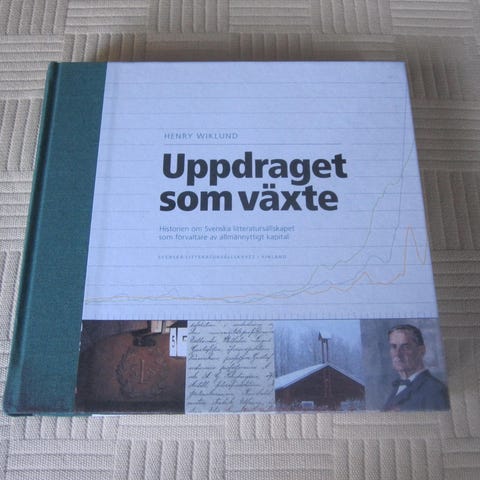 HENRY WIKLUND
Uppdraget
som växte
Historien om Svenska litteratursällskapet
som förvaltare av allmännyttigt kapital
SVENSKA LITTERATURSÄLLSKAPET I FINLAND